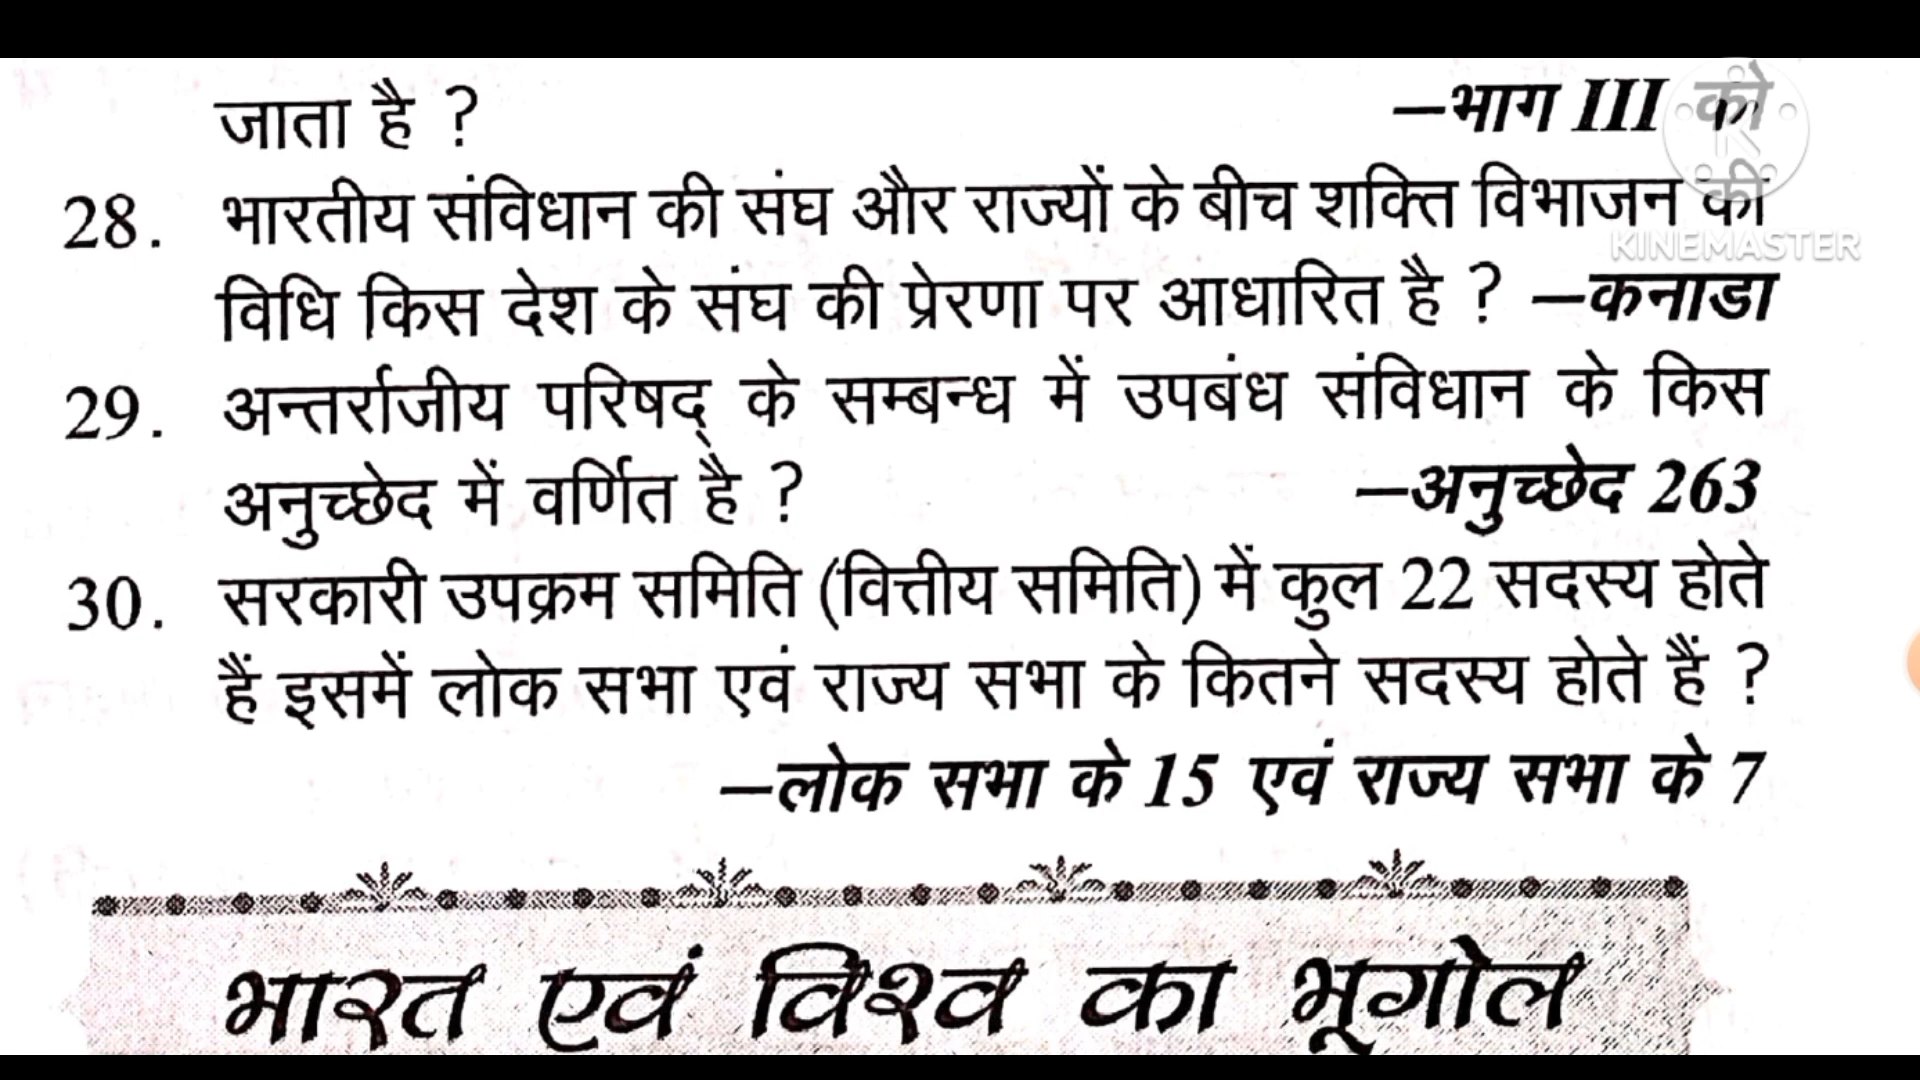 जाता है ? –भाग III को
28. भारतीय संविधान की संघ और राज्यों के बीच शक्ति विभाजन की
KINEMASTER
विधि किस देश के संघ की प्रेरणा पर आधारित है ? –कनाडा
29. अन्तर्राजीय परिषद् के सम्बन्ध में उपबंध संविधान के किस
अनुच्छेद में वर्णित है ? –अनुच्छेद 263
30. सरकारी उपक्रम समिति (वित्तीय समिति) में कुल 22 सदस्य होते
हैं इसमें लोक सभा एवं राज्य सभा के कितने सदस्य होते हैं ?
–लोक सभा के 15 एवं राज्य सभा के 7
भारत एवं विश्व का भूगोल